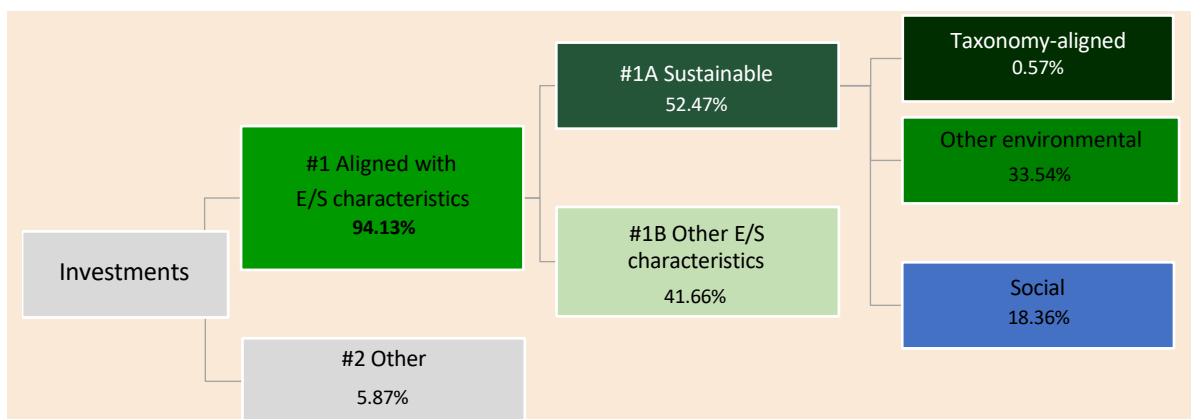 Investments
#1 Aligned with
E/S characteristics
94.13%
#2 Other
5.87%
#1A Sustainable
52.47%
#1B Other E/S
characteristics
41.66%
Taxonomy-aligned
0.57%
Other environmental
33.54%
Social
18.36%